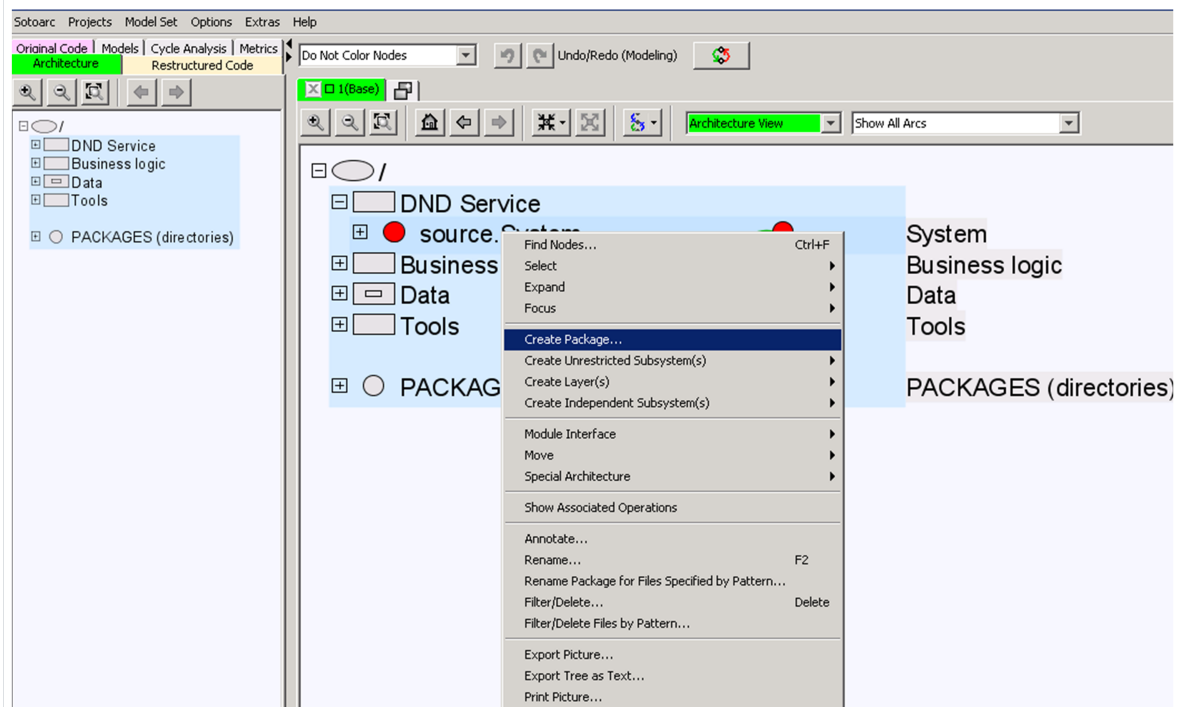 Sotoarc Projects Model Set Options Extras Help
Original Code Models Cycle Analysis Metrics
Architecture Restructured Code
Do Not Color Nodes Undo/Redo (Modeling)
1(Base)
Architecture View Show All Arcs
/
DND Service
Business logic
Data
Tools
PACKAGES (directories)
/
DND Service
source.System System
Business Business logic
Data Data
Tools Tools
PACKAG PACKAGES (directories)
Find Nodes... Ctrl+F
Select
Expand
Focus
Create Package...
Create Unrestricted Subsystem(s)
Create Layer(s)
Create Independent Subsystem(s)
Module Interface
Move
Special Architecture
Show Associated Operations
Annotate...
Rename... F2
Rename Package for Files Specified by Pattern...
Filter/Delete... Delete
Filter/Delete Files by Pattern...
Export Picture...
Export Tree as Text...
Print Picture...